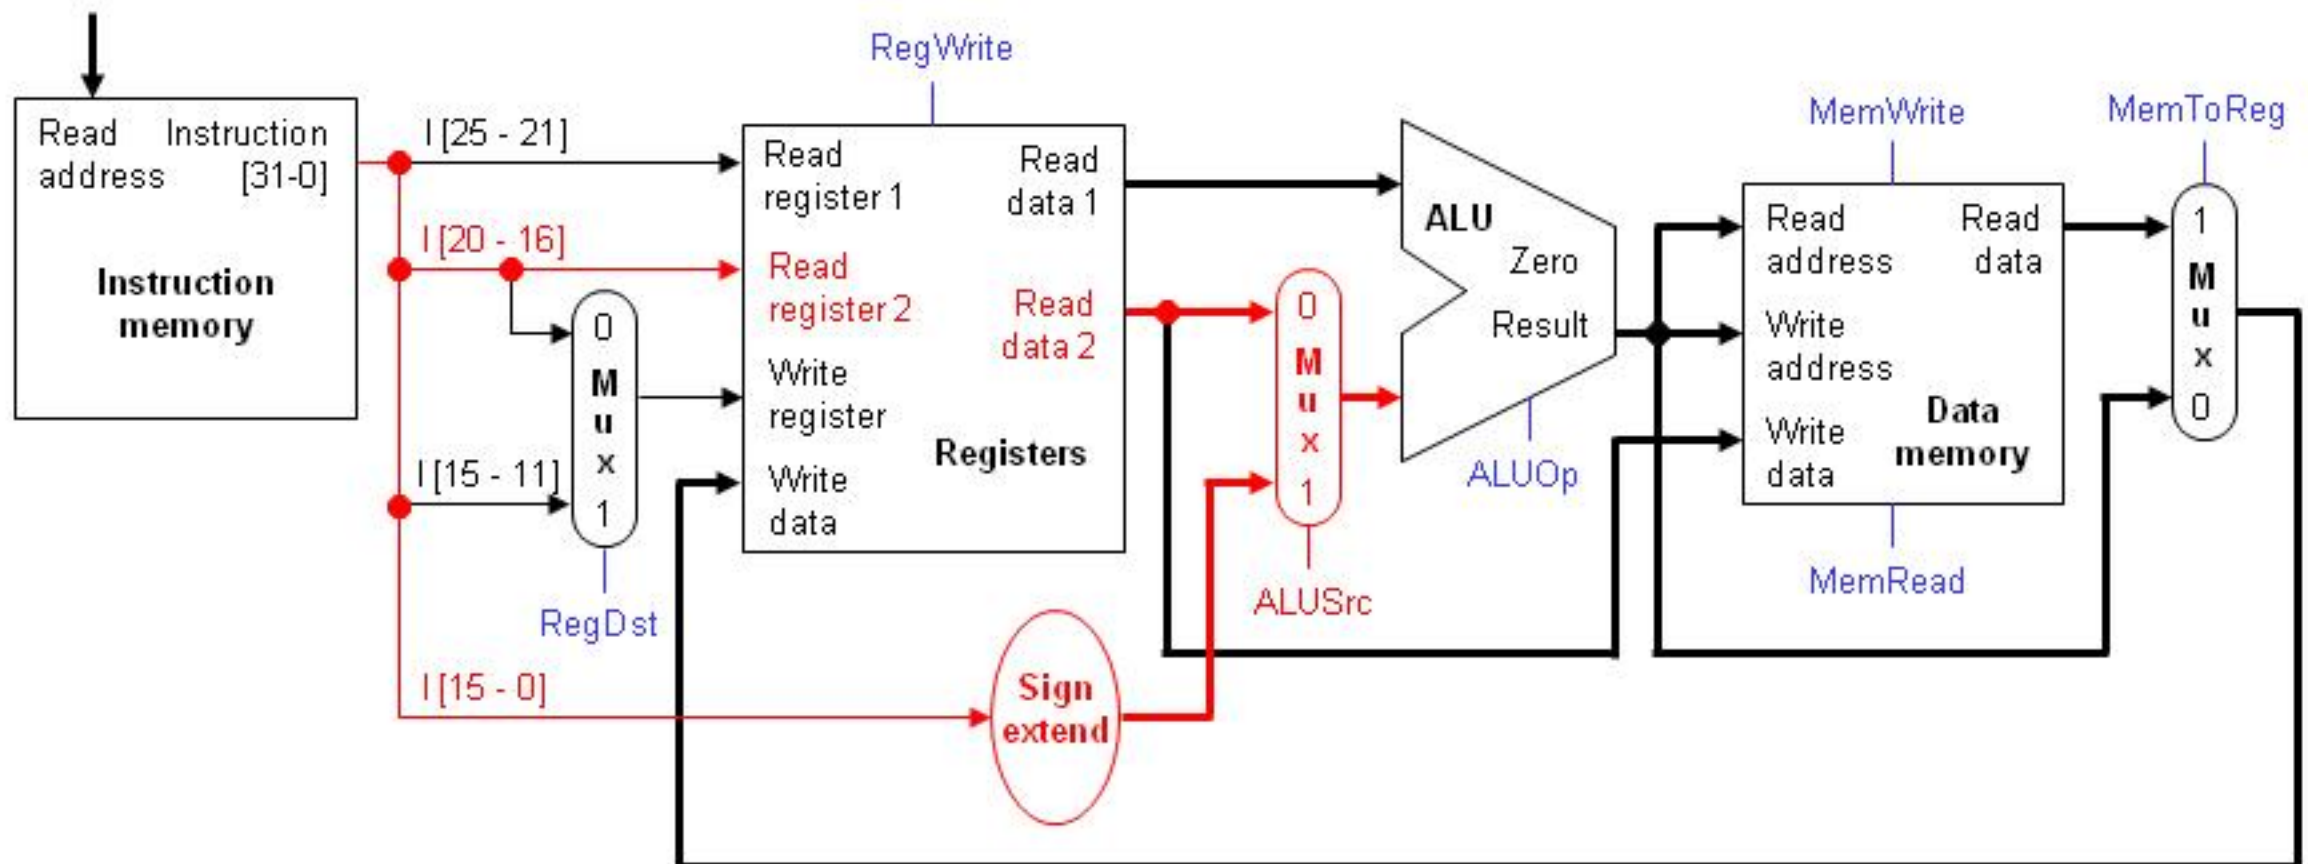 RegWrite
MemWrite
MemToReg
Read Instruction
address [31-0]
Instruction
memory
I [25 - 21]
I [20 - 16]
I [15 - 11]
I [15 - 0]
0
M
u
x
1
RegDst
Read
register 1
Read
data 1
Read
register 2
Read
data 2
Write
register
Write
data
Registers
Sign
extend
0
M
u
x
1
ALUSrc
ALU
Zero
Result
ALUOp
Read
address
Read
data
Write
address
Write
data
Data
memory
MemRead
1
M
u
x
0